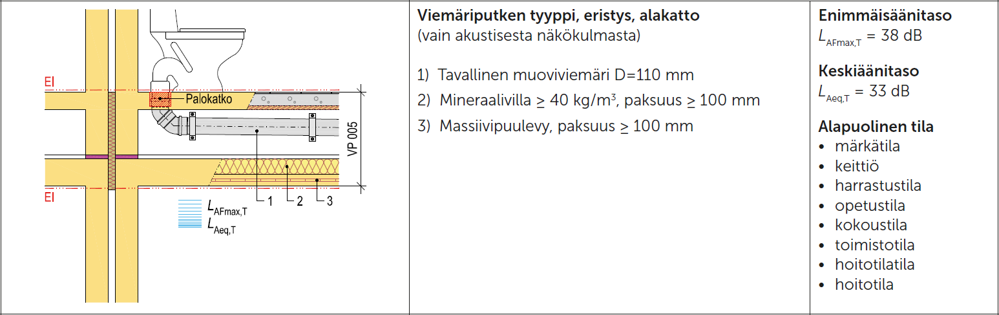 EI
Palokatko
VP 005
EI
1
2
3
LAFmax,T
LAeq,T
Viemäriputken tyyppi, eristys, alakatto
(vain akustisesta näkökulmasta)
1) Tavallinen muoviviemäri D=110 mm
2) Mineraalivilla ≥ 40 kg/m³, paksuus ≥ 100 mm
3) Massiivipuulevy, paksuus ≥ 100 mm
Enimmäisäänitaso
LAFmax,T = 38 dB
Keskiäänitaso
LAeq,T = 33 dB
Alapuolinen tila
• märkätila
• keittiö
• harrastustila
• opetustila
• kokoustila
• toimistotila
• hoitotilatila
• hoitotila